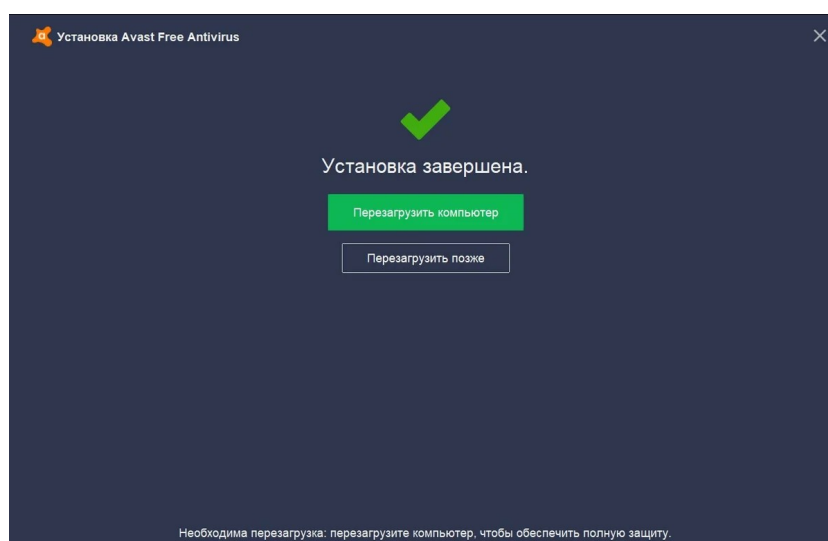 Установка Avast Free Antivirus
Установка завершена.
Перезагрузить компьютер
Перезагрузить позже
Необходима перезагрузка: перезагрузите компьютер, чтобы обеспечить полную защиту.